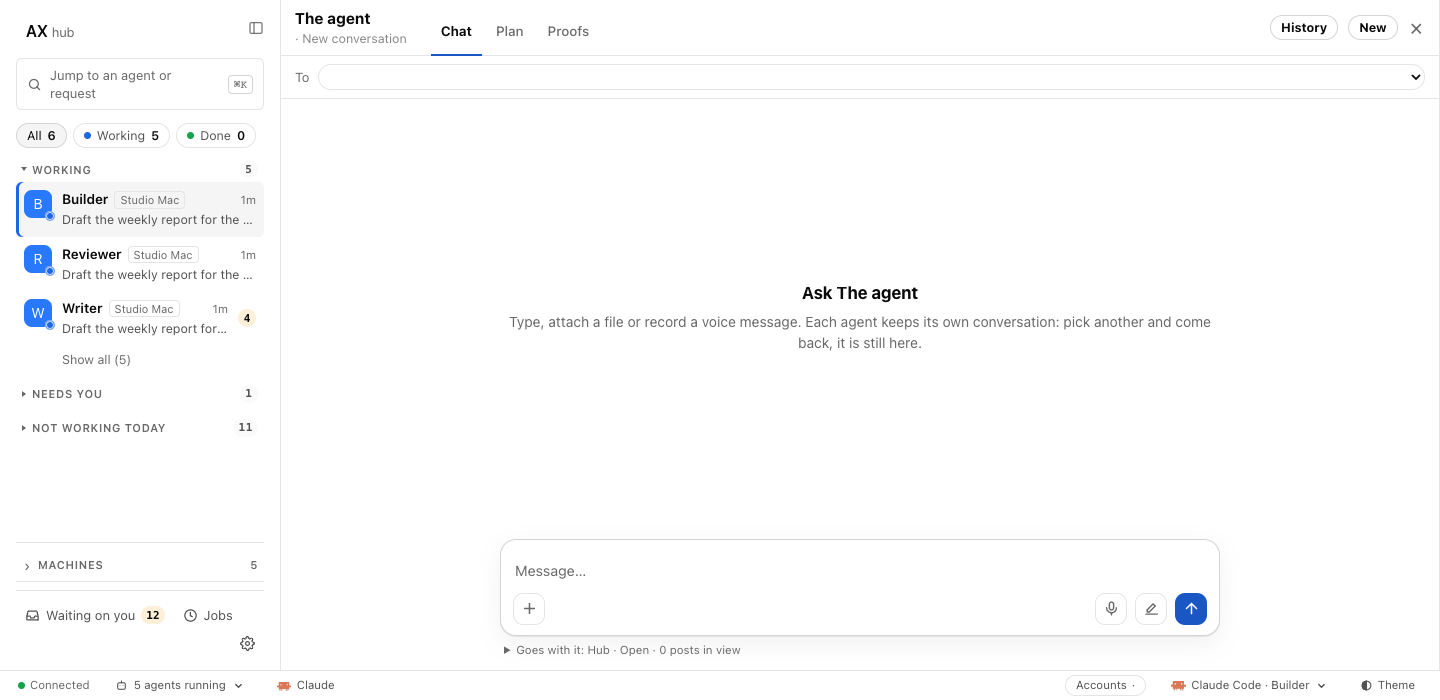 AX hub
Jump to an agent or
request
⌘K
All 6
Working 5
Done 0
WORKING 5
Builder Studio Mac 1m
B
Draft the weekly report for the ...
Reviewer Studio Mac 1m
R
Draft the weekly report for the ...
Writer Studio Mac 1m
W
4
Draft the weekly report for...
Show all (5)
NEEDS YOU 1
NOT WORKING TODAY 11
MACHINES 5
Waiting on you 12
Jobs
The agent
· New conversation
Chat
Plan
Proofs
History
New
To
Ask The agent
Type, attach a file or record a voice message. Each agent keeps its own conversation: pick another and come
back, it is still here.
Message...
Goes with it: Hub · Open · 0 posts in view
Connected
5 agents running
Claude
Accounts ·
Claude Code · Builder
Theme